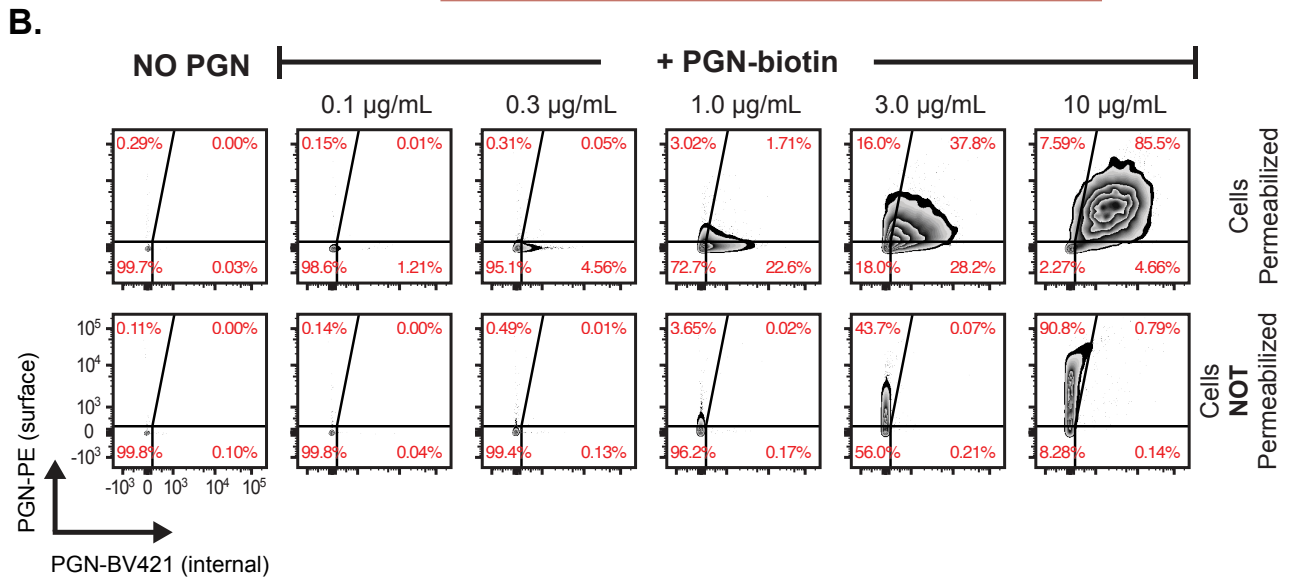 B.
NO PGN
+ PGN-biotin
0.1 µg/mL 0.3 µg/mL 1.0 µg/mL 3.0 µg/mL 10 µg/mL
0.29% 0.00% 0.15% 0.01% 0.31% 0.05% 3.02% 1.71% 16.0% 37.8% 7.59% 85.5%
99.7% 0.03% 98.6% 1.21% 95.1% 4.56% 72.7% 22.6% 18.0% 28.2% 2.27% 4.66%
Cells
Permeabilized
0.11% 0.00% 0.14% 0.00% 0.49% 0.01% 3.65% 0.02% 43.7% 0.07% 90.8% 0.79%
99.8% 0.10% 99.8% 0.04% 99.4% 0.13% 96.2% 0.17% 56.0% 0.21% 8.28% 0.14%
Cells
NOT
Permeabilized
10⁵
10⁴
10³
0
-10³
-10³ 0 10³ 10⁴ 10⁵
PGN-PE (surface)
PGN-BV421 (internal)